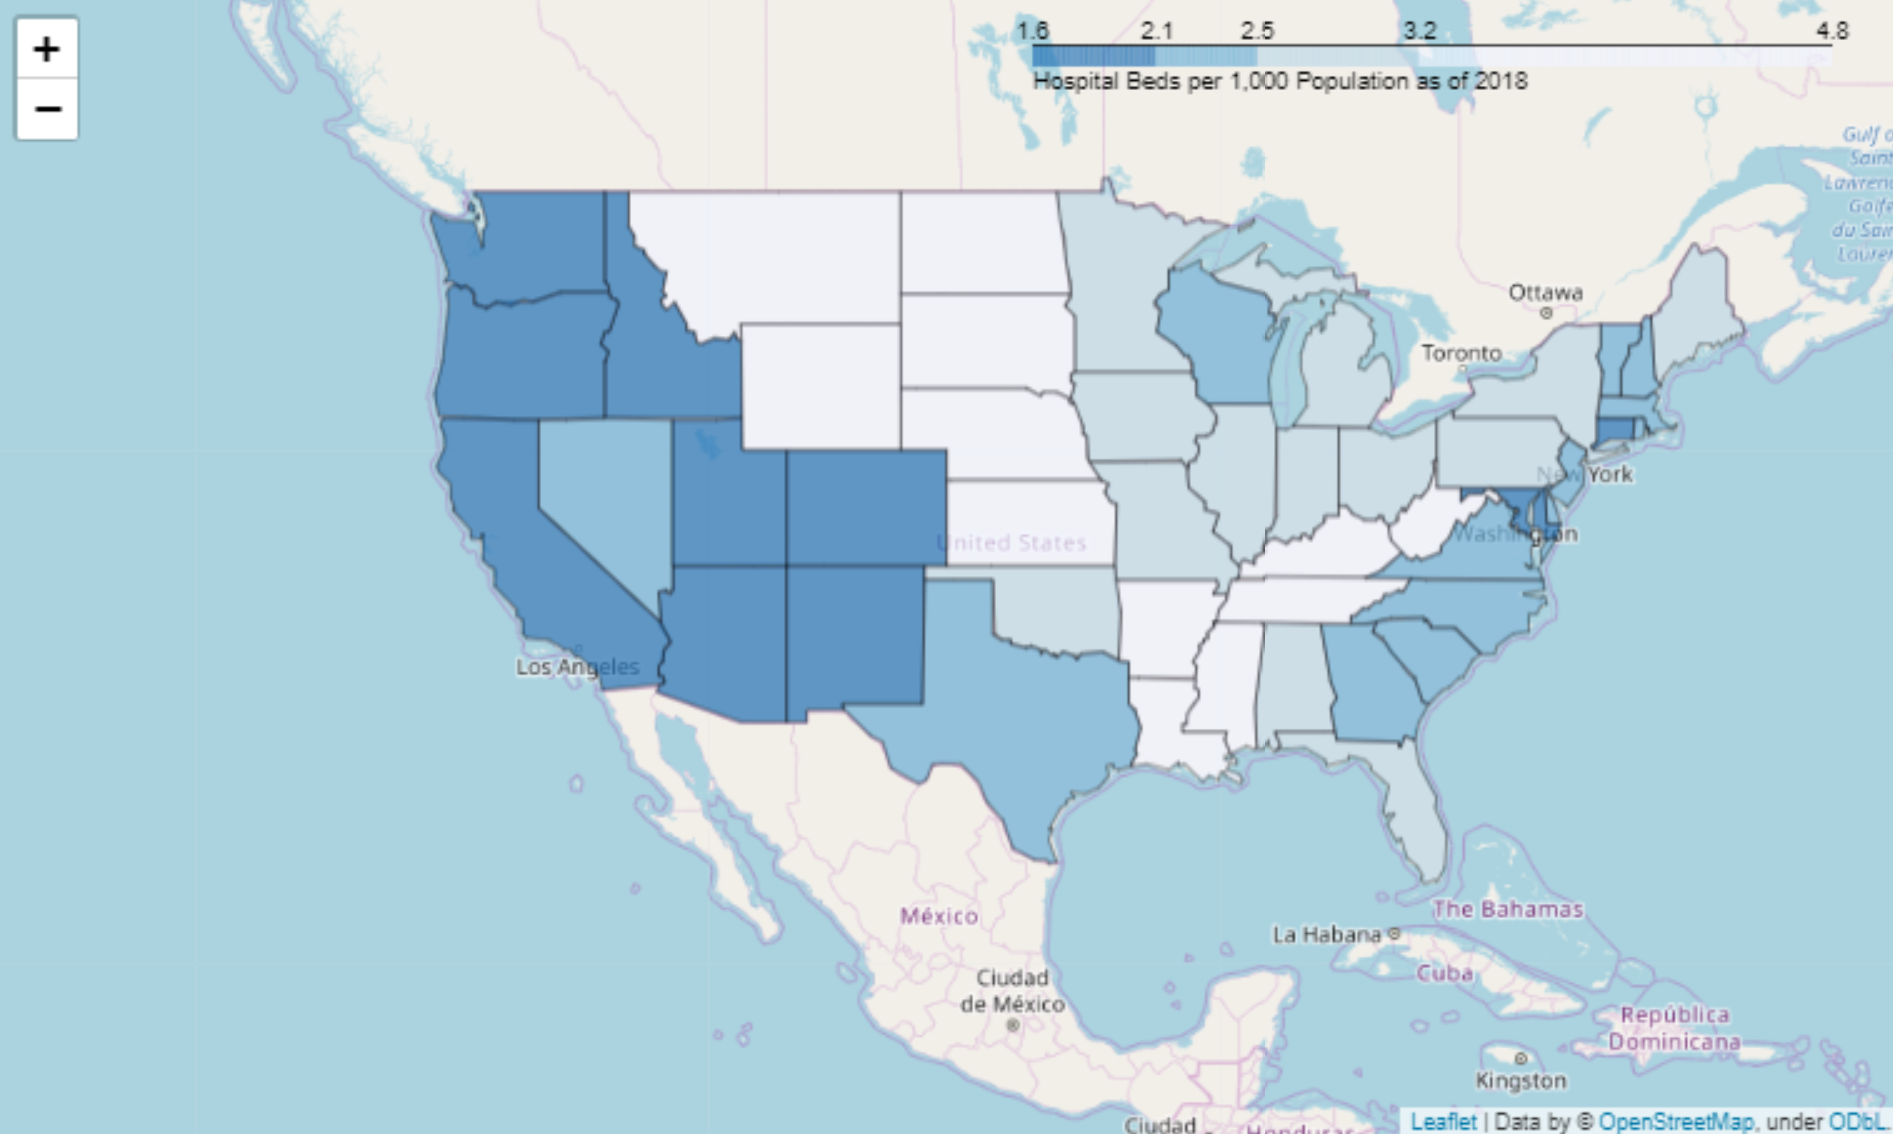 +
−
1.6 2.1 2.5 3.2 4.8
Hospital Beds per 1,000 Population as of 2018
Ottawa
Toronto
New York
Washington
United States
Los Angeles
México
Ciudad
de México
La Habana
The Bahamas
Cuba
República
Dominicana
Kingston
Ciudad
Leaflet | Data by © OpenStreetMap, under ODbL.